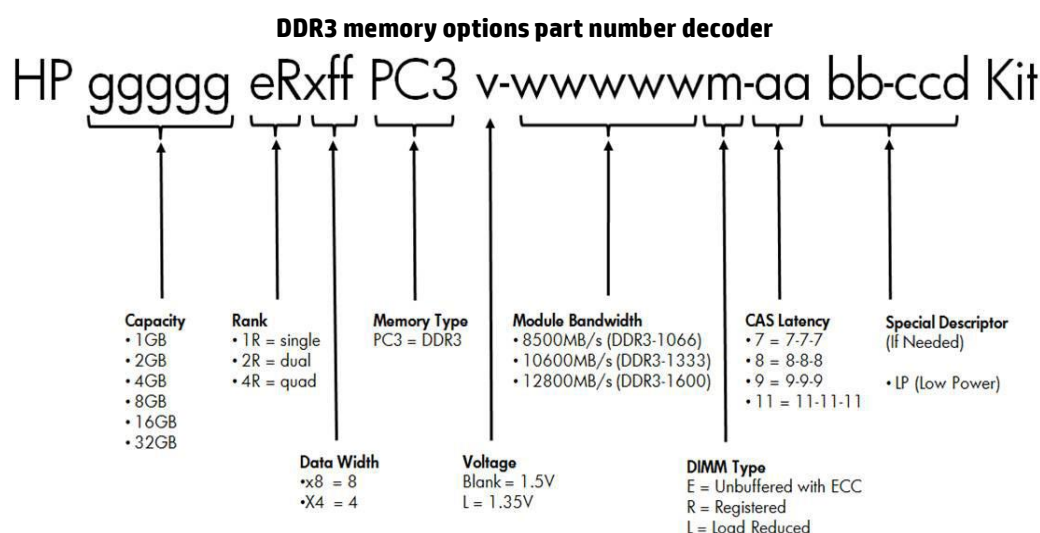 DDR3 memory options part number decoder
HP ggggg eRxff PC3 v-wwwwwm-aa bb-ccd Kit
Capacity
• 1GB
• 2GB
• 4GB
• 8GB
• 16GB
• 32GB
Rank
• 1R = single
• 2R = dual
• 4R = quad
Memory Type
PC3 = DDR3
Module Bandwidth
• 8500MB/s (DDR3-1066)
• 10600MB/s (DDR3-1333)
• 12800MB/s (DDR3-1600)
CAS Latency
• 7 = 7-7-7
• 8 = 8-8-8
• 9 = 9-9-9
• 11 = 11-11-11
Special Descriptor
(If Needed)
• LP (Low Power)
Data Width
•x8 = 8
•X4 = 4
Voltage
Blank = 1.5V
L = 1.35V
DIMM Type
E = Unbuffered with ECC
R = Registered
L = Load Reduced